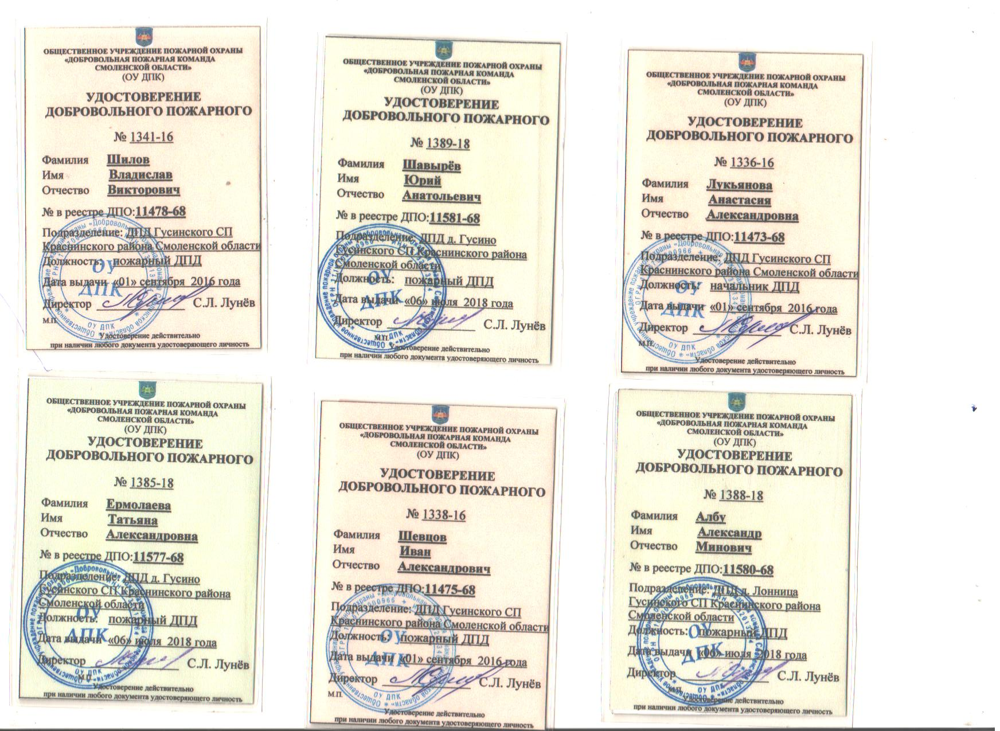 ОБЩЕСТВЕННОЕ УЧРЕЖДЕНИЕ ПОЖАРНОЙ ОХРАНЫ
«ДОБРОВОЛЬНАЯ ПОЖАРНАЯ КОМАНДА
СМОЛЕНСКОЙ ОБЛАСТИ»
(ОУ ДПК)
УДОСТОВЕРЕНИЕ
ДОБРОВОЛЬНОГО ПОЖАРНОГО
№ 1341-16
Фамилия Шилов
Имя Владислав
Отчество Викторович
№ в реестре ДПО:11478-68
Подразделение: ДПД Гусинского СП
Краснинского района Смоленской области
Должность: пожарный ДПД
Дата выдачи «01» сентября 2016 года
Директор С.Л. Лунёв
м.п.
Удостоверение действительно
при наличии любого документа удостоверяющего личность
ОУ
ДПК
ОБЩЕСТВЕННОЕ УЧРЕЖДЕНИЕ ПОЖАРНОЙ ОХРАНЫ
«ДОБРОВОЛЬНАЯ ПОЖАРНАЯ КОМАНДА
СМОЛЕНСКОЙ ОБЛАСТИ»
(ОУ ДПК)
УДОСТОВЕРЕНИЕ
ДОБРОВОЛЬНОГО ПОЖАРНОГО
№ 1389-18
Фамилия Шавырёв
Имя Юрий
Отчество Анатольевич
№ в реестре ДПО:11581-68
Подразделение: ДПД д. Гусино
Гусинского СП Краснинского района
Смоленской области
Должность: пожарный ДПД
Дата выдачи «06» июля 2018 года
Директор С.Л. Лунёв
М.П.
Удостоверение действительно
при наличии любого документа удостоверяющего личность
ОУ
ДПК
ОБЩЕСТВЕННОЕ УЧРЕЖДЕНИЕ ПОЖАРНОЙ ОХРАНЫ
«ДОБРОВОЛЬНАЯ ПОЖАРНАЯ КОМАНДА
СМОЛЕНСКОЙ ОБЛАСТИ»
(ОУ ДПК)
УДОСТОВЕРЕНИЕ
ДОБРОВОЛЬНОГО ПОЖАРНОГО
№ 1336-16
Фамилия Лукьянова
Имя Анастасия
Отчество Александровна
№ в реестре ДПО:11473-68
Подразделение: ДПД Гусинского СП
Краснинского района Смоленской области
Должность: начальник ДПД
Дата выдачи «01» сентября 2016 года
Директор С.Л. Лунёв
м.п.
Удостоверение действительно
при наличии любого документа удостоверяющего личность
ОУ
ДПК
ОБЩЕСТВЕННОЕ УЧРЕЖДЕНИЕ ПОЖАРНОЙ ОХРАНЫ
«ДОБРОВОЛЬНАЯ ПОЖАРНАЯ КОМАНДА
СМОЛЕНСКОЙ ОБЛАСТИ»
(ОУ ДПК)
УДОСТОВЕРЕНИЕ
ДОБРОВОЛЬНОГО ПОЖАРНОГО
№ 1385-18
Фамилия Ермолаева
Имя Татьяна
Отчество Александровна
№ в реестре ДПО:11577-68
Подразделение: ДПД д. Гусино
Гусинского СП Краснинского района
Смоленской области
Должность: пожарный ДПД
Дата выдачи «06» июля 2018 года
Директор С.Л. Лунёв
М.П.
Удостоверение действительно
при наличии любого документа удостоверяющего личность
ОУ
ДПК
ОБЩЕСТВЕННОЕ УЧРЕЖДЕНИЕ ПОЖАРНОЙ ОХРАНЫ
«ДОБРОВОЛЬНАЯ ПОЖАРНАЯ КОМАНДА
СМОЛЕНСКОЙ ОБЛАСТИ»
(ОУ ДПК)
УДОСТОВЕРЕНИЕ
ДОБРОВОЛЬНОГО ПОЖАРНОГО
№ 1338-16
Фамилия Шевцов
Имя Иван
Отчество Александрович
№ в реестре ДПО:11475-68
Подразделение: ДПД Гусинского СП
Краснинского района Смоленской области
Должность: пожарный ДПД
Дата выдачи «01» сентября 2016 года
Директор С.Л. Лунёв
м.п.
Удостоверение действительно
при наличии любого документа удостоверяющего личность
ОУ
ДПК
ОБЩЕСТВЕННОЕ УЧРЕЖДЕНИЕ ПОЖАРНОЙ ОХРАНЫ
«ДОБРОВОЛЬНАЯ ПОЖАРНАЯ КОМАНДА
СМОЛЕНСКОЙ ОБЛАСТИ»
(ОУ ДПК)
УДОСТОВЕРЕНИЕ
ДОБРОВОЛЬНОГО ПОЖАРНОГО
№ 1388-18
Фамилия Албу
Имя Александр
Отчество Минович
№ в реестре ДПО:11580-68
Подразделение: ДПД д. Лонница
Гусинского СП Краснинского района
Смоленской области
Должность: пожарный ДПД
Дата выдачи «06» июля 2018 года
Директор С.Л. Лунёв
М.П.
Удостоверение действительно
при наличии любого документа удостоверяющего личность
ОУ
ДПК